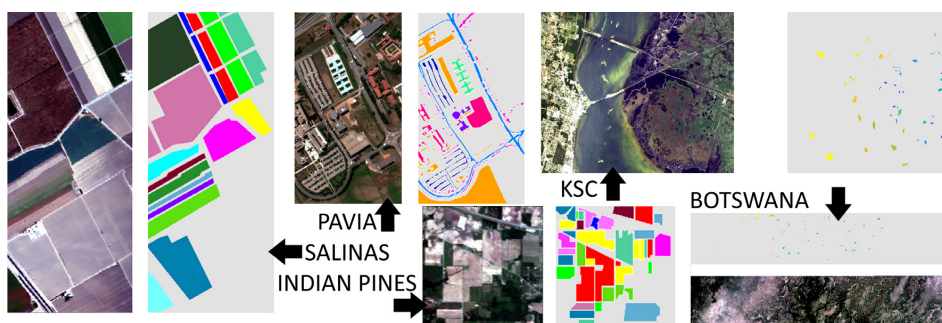 PAVIA
SALINAS
INDIAN PINES
KSC
BOTSWANA